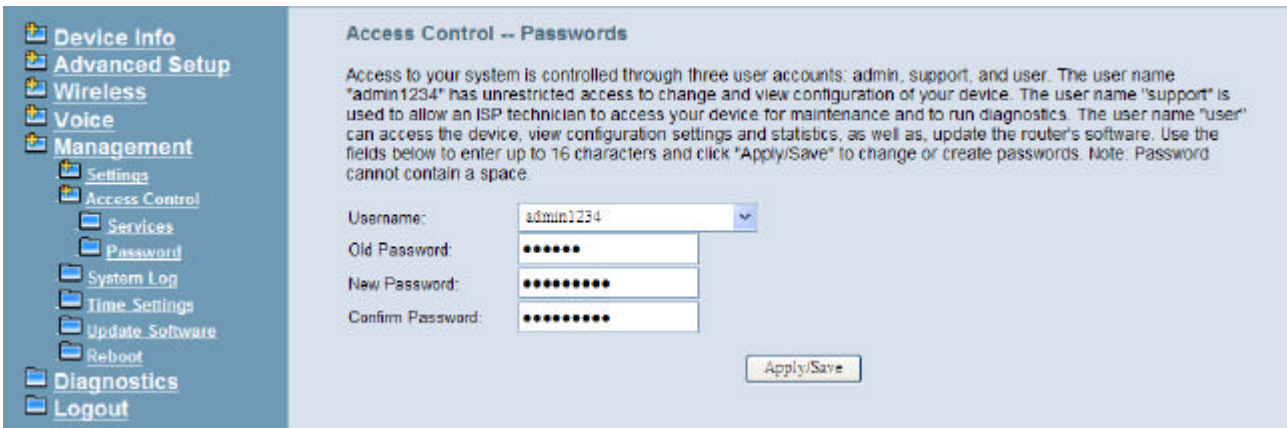 Device Info
Advanced Setup
Wireless
Voice
Management
Settings
Access Control
Services
Password
System Log
Time Settings
Update Software
Reboot
Diagnostics
Logout
Access Control -- Passwords
Access to your system is controlled through three user accounts: admin, support, and user. The user name
"admin1234" has unrestricted access to change and view configuration of your device. The user name "support" is
used to allow an ISP technician to access your device for maintenance and to run diagnostics. The user name "user"
can access the device, view configuration settings and statistics, as well as, update the router's software. Use the
fields below to enter up to 16 characters and click "Apply/Save" to change or create passwords. Note: Password
cannot contain a space.
Username: admin1234
Old Password: ●●●●●●
New Password: ●●●●●●●●●
Confirm Password: ●●●●●●●●●
Apply/Save